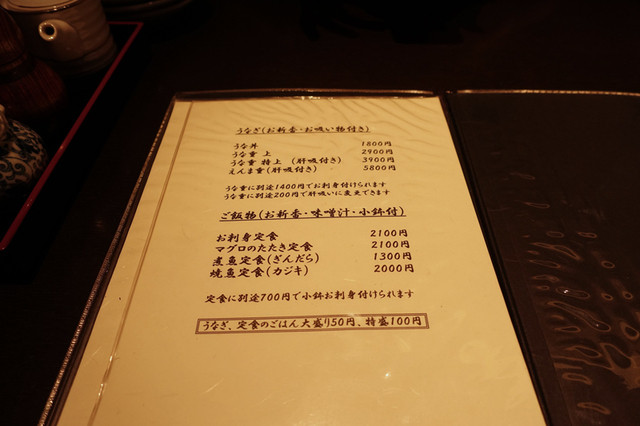 うなぎ(お新香・お吸い物付き)
うな丼 1800円
うな重 上 2900円
うな重 特上 (肝吸付き) 3900円
えんま重(肝吸付き) 5800円
うな重に別途1400円でお刺身付けられます
うな重に別途200円で肝吸いに変更できます
ご飯物(お新香・味噌汁・小鉢付)
お刺身定食 2100円
マグロのたたき定食 2100円
煮魚定食(ぎんだら) 1300円
焼魚定食(カジキ) 2000円
定食に別途700円で小鉢お刺身付けられます
うなぎ、定食のごはん大盛り50円、特盛100円